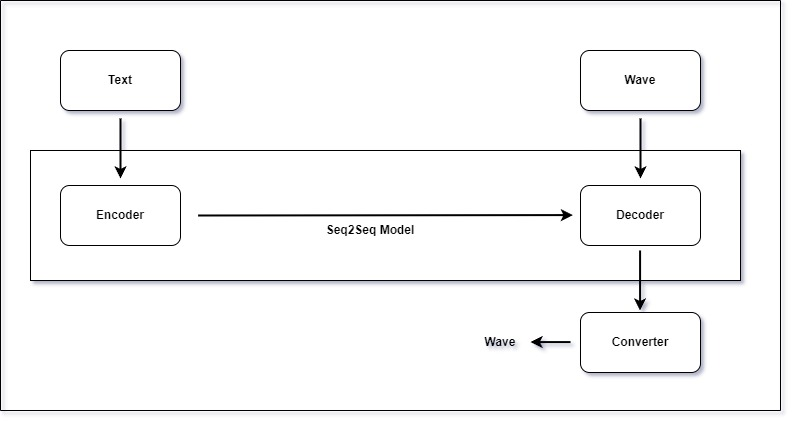 Text
Wave
Encoder
Decoder
Seq2Seq Model
Wave
Converter